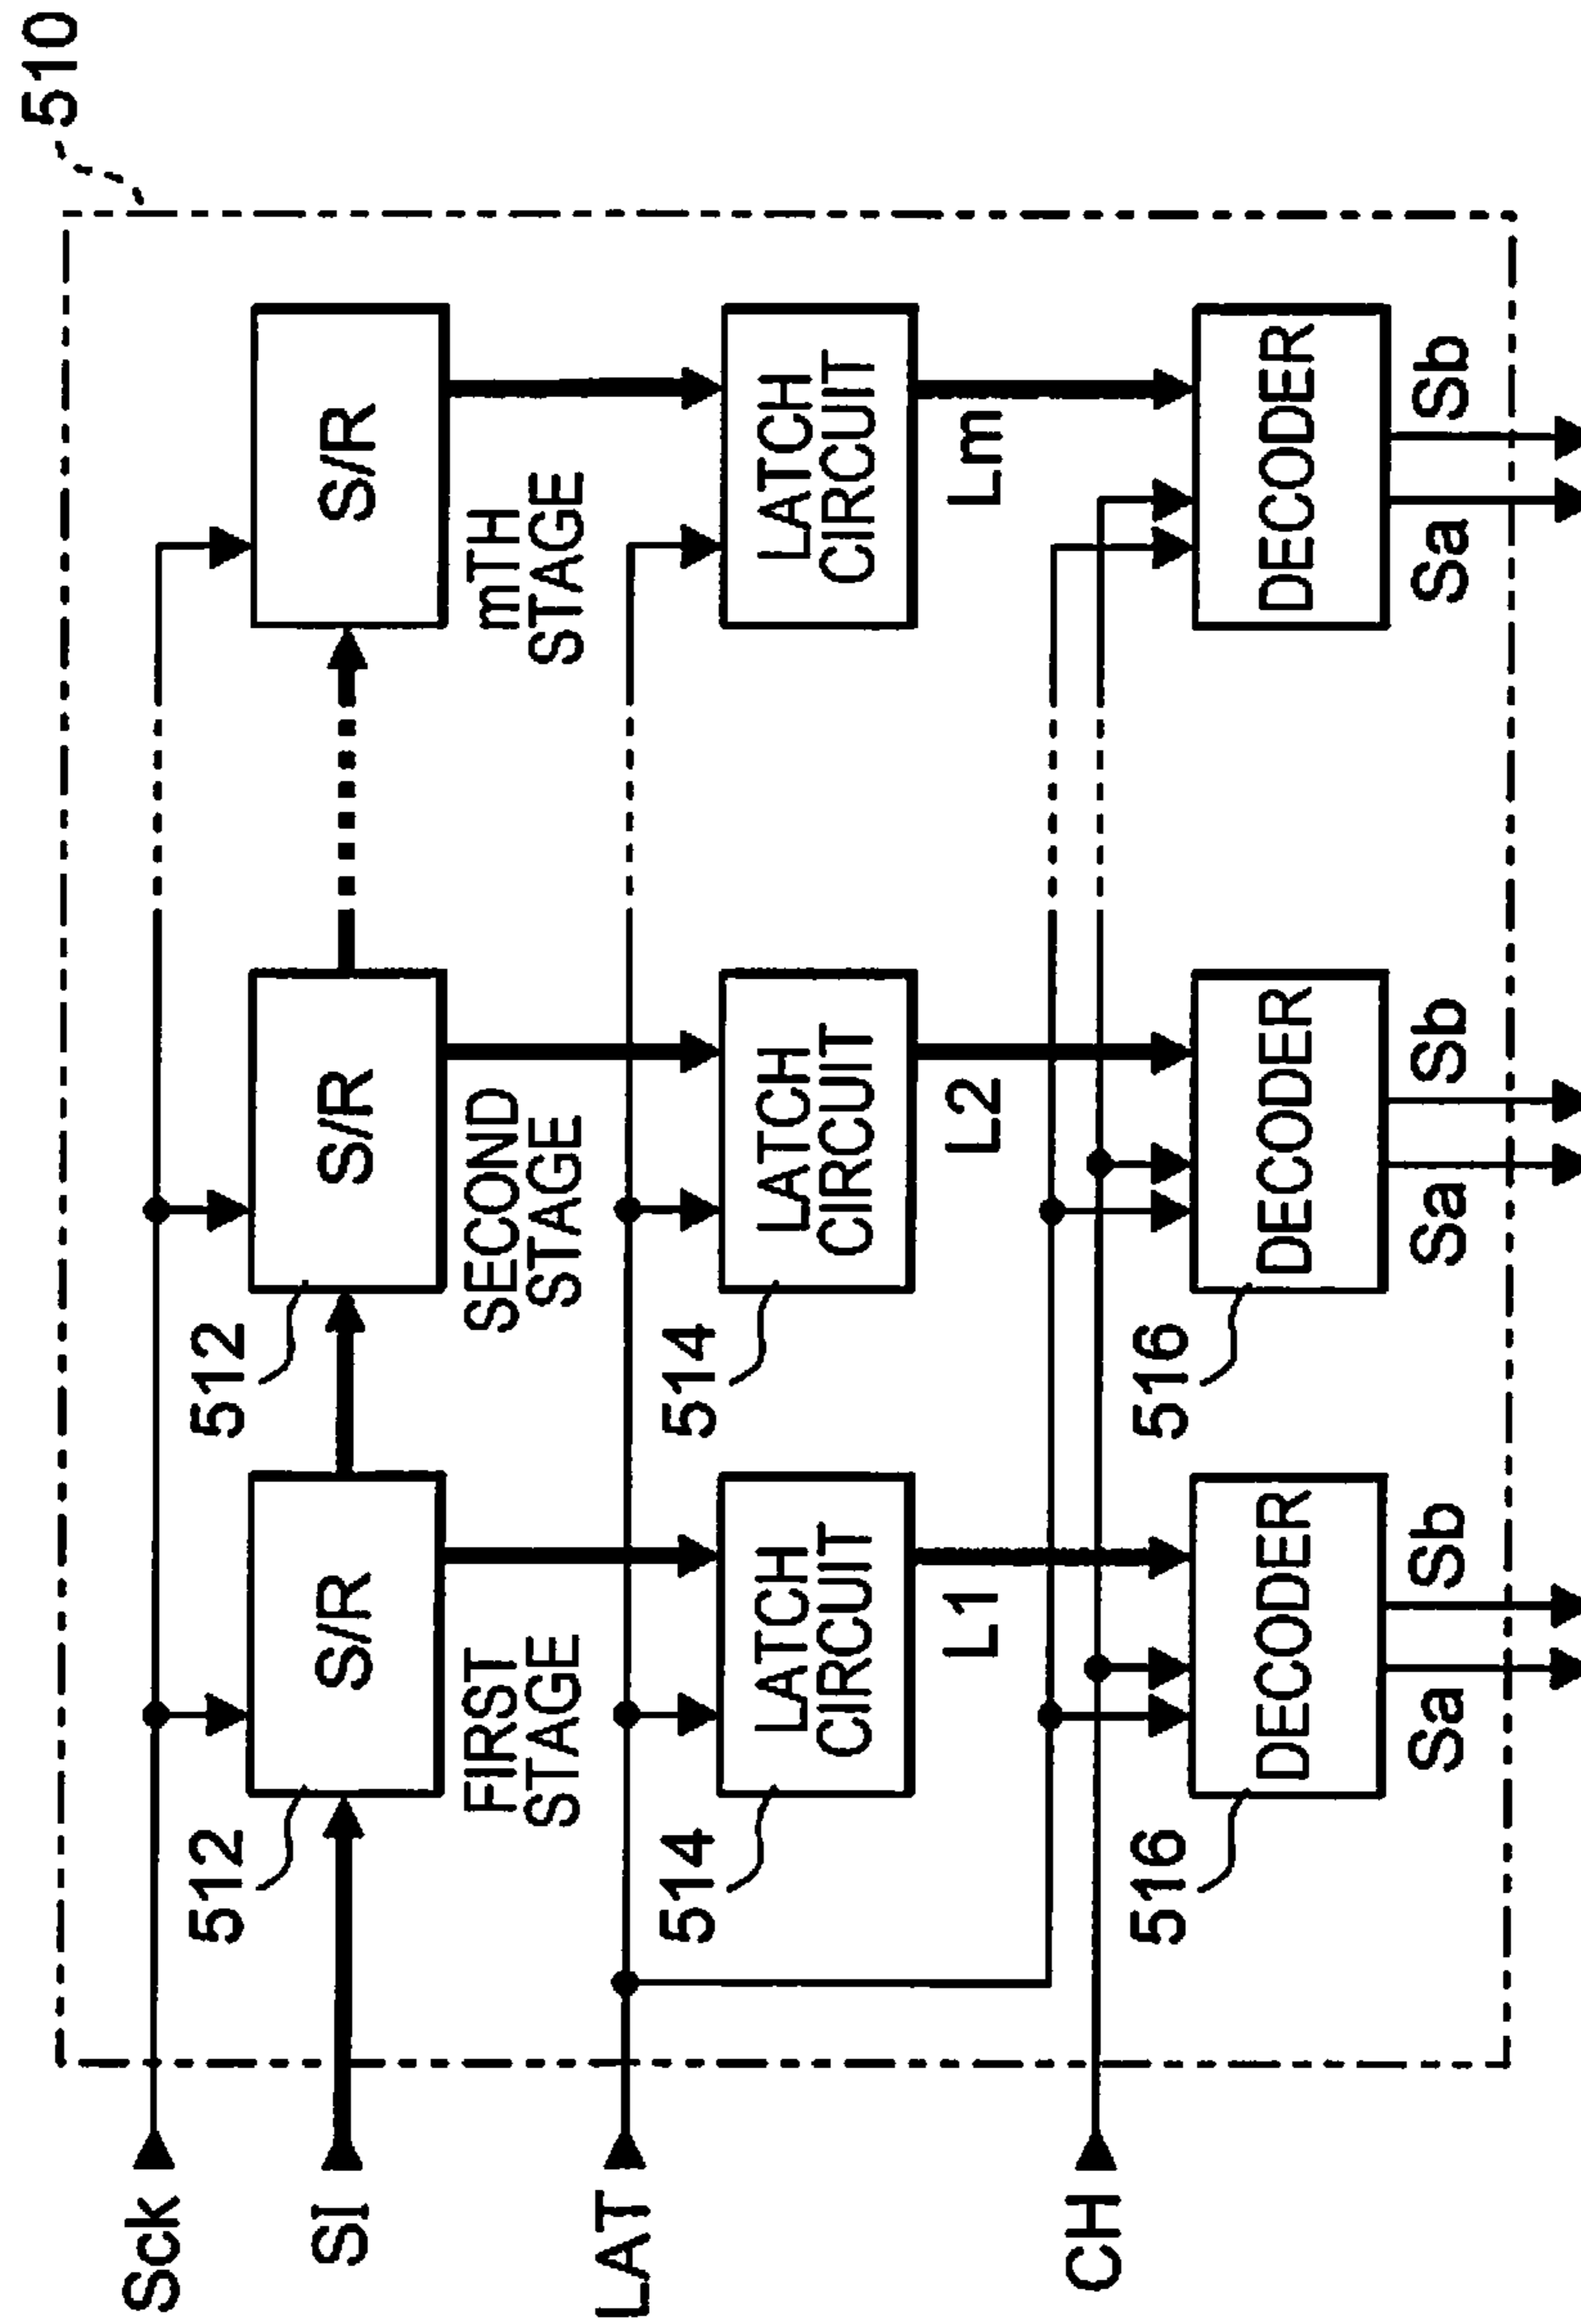 510
Sck
SI
LAT
CH
512
S/R
FIRST
STAGE
512
S/R
SECOND
STAGE
S/R
mTH
STAGE
514
LATCH
CIRCUIT
L1
514
LATCH
CIRCUIT
L2
LATCH
CIRCUIT
Lm
516
DECODER
Sa
Sb
516
DECODER
Sa
Sb
DECODER
Sa
Sb